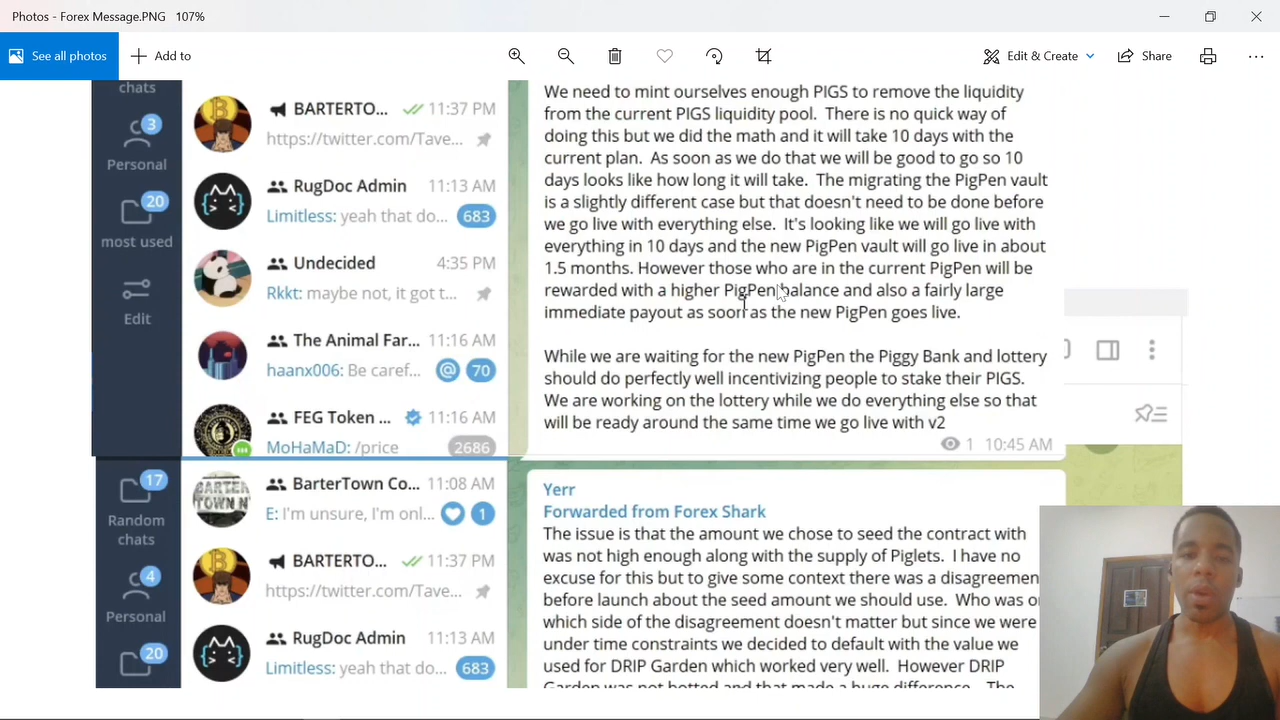 Photos - Forex Message.PNG 107%
See all photos
Add to
Edit & Create
Share
chats
3
Personal
20
most used
Edit
BARTERTO... 11:37 PM
https://twitter.com/Tave...
RugDoc Admin 11:13 AM
Limitless: yeah that do... 683
Undecided 4:35 PM
Rkkt: maybe not, it got t...
The Animal Far... 11:16 AM
haanx006: Be caref... @ 70
FEG Token ... 11:16 AM
MoHaMaD: /price 2686
We need to mint ourselves enough PIGS to remove the liquidity
from the current PIGS liquidity pool. There is no quick way of
doing this but we did the math and it will take 10 days with the
current plan. As soon as we do that we will be good to go so 10
days looks like how long it will take. The migrating the PigPen vault
is a slightly different case but that doesn't need to be done before
we go live with everything else. It's looking like we will go live with
everything in 10 days and the new PigPen vault will go live in about
1.5 months. However those who are in the current PigPen will be
rewarded with a higher PigPen balance and also a fairly large
immediate payout as soon as the new PigPen goes live.
While we are waiting for the new PigPen the Piggy Bank and lottery
should do perfectly well incentivizing people to stake their PIGS.
We are working on the lottery while we do everything else so that
will be ready around the same time we go live with v2
1 10:45 AM
17
Random
chats
4
Personal
20
BarterTown Co... 11:08 AM
E: I'm unsure, I'm onl... 1
BARTERTO... 11:37 PM
https://twitter.com/Tave...
RugDoc Admin 11:13 AM
Limitless: yeah that do... 683
Yerr
Forwarded from Forex Shark
The issue is that the amount we chose to seed the contract with
was not high enough along with the supply of Piglets. I have no
excuse for this but to give some context there was a disagreemen
before launch about the seed amount we should use. Who was o
which side of the disagreement doesn't matter but since we were
under time constraints we decided to default with the value we
used for DRIP Garden which worked very well. However DRIP
Garden was not botted and that made a huge difference. The